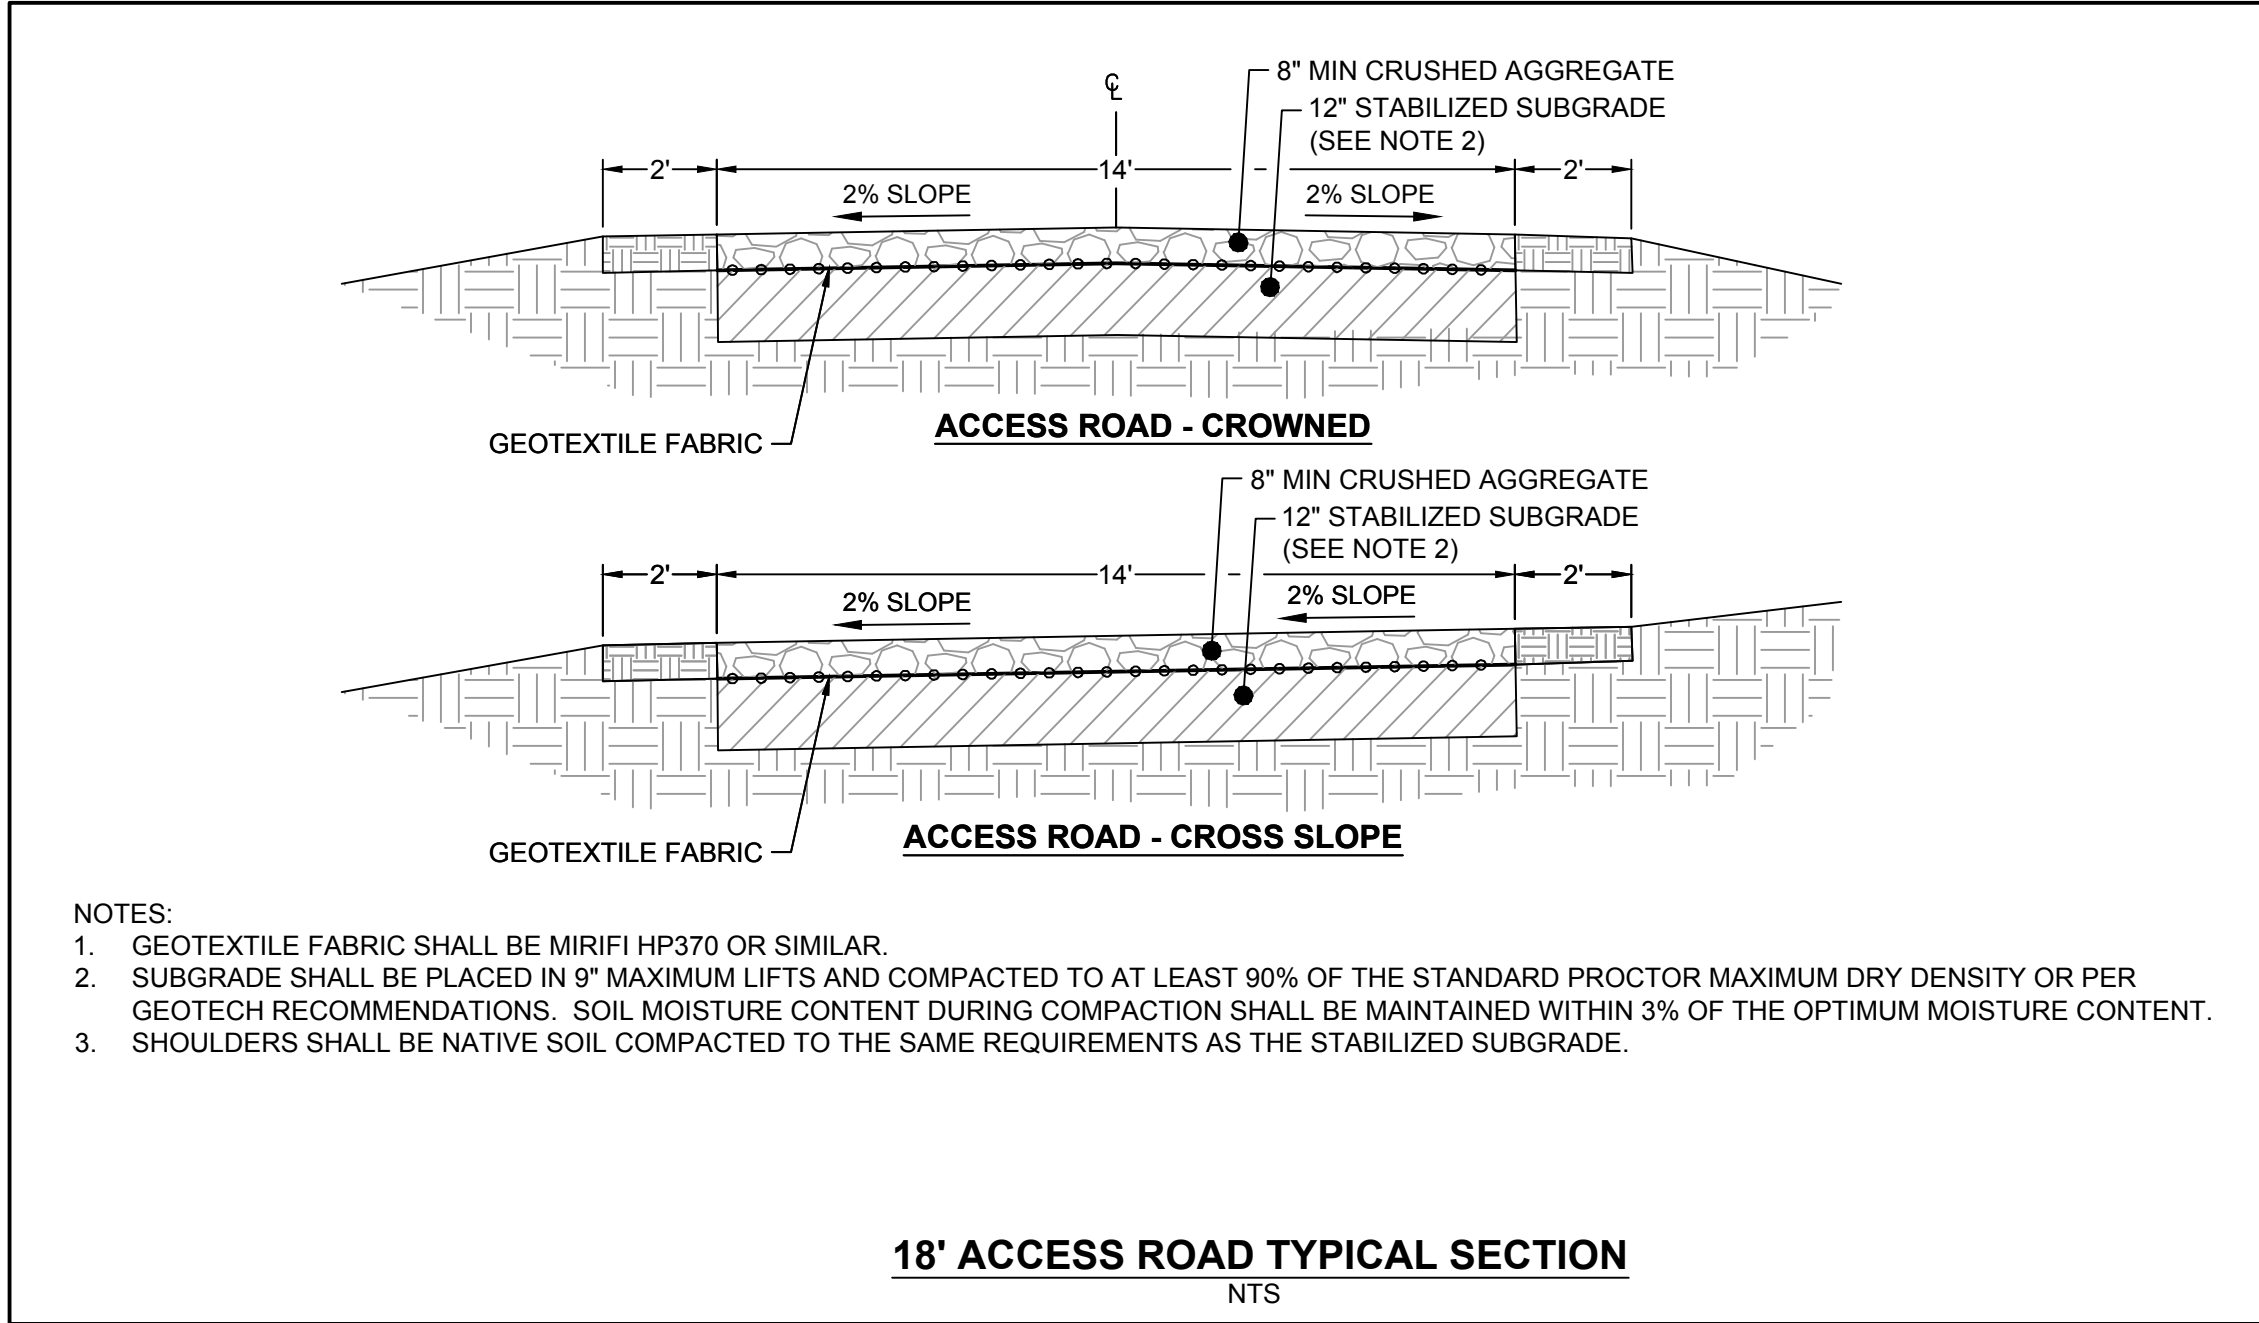 ℄
8" MIN CRUSHED AGGREGATE
12" STABILIZED SUBGRADE
(SEE NOTE 2)
2'
14'
2'
2% SLOPE
2% SLOPE
GEOTEXTILE FABRIC
ACCESS ROAD - CROWNED
8" MIN CRUSHED AGGREGATE
12" STABILIZED SUBGRADE
(SEE NOTE 2)
2'
14'
2'
2% SLOPE
2% SLOPE
GEOTEXTILE FABRIC
ACCESS ROAD - CROSS SLOPE
NOTES:
1. GEOTEXTILE FABRIC SHALL BE MIRIFI HP370 OR SIMILAR.
2. SUBGRADE SHALL BE PLACED IN 9" MAXIMUM LIFTS AND COMPACTED TO AT LEAST 90% OF THE STANDARD PROCTOR MAXIMUM DRY DENSITY OR PER
GEOTECH RECOMMENDATIONS. SOIL MOISTURE CONTENT DURING COMPACTION SHALL BE MAINTAINED WITHIN 3% OF THE OPTIMUM MOISTURE CONTENT.
3. SHOULDERS SHALL BE NATIVE SOIL COMPACTED TO THE SAME REQUIREMENTS AS THE STABILIZED SUBGRADE.
18' ACCESS ROAD TYPICAL SECTION
NTS